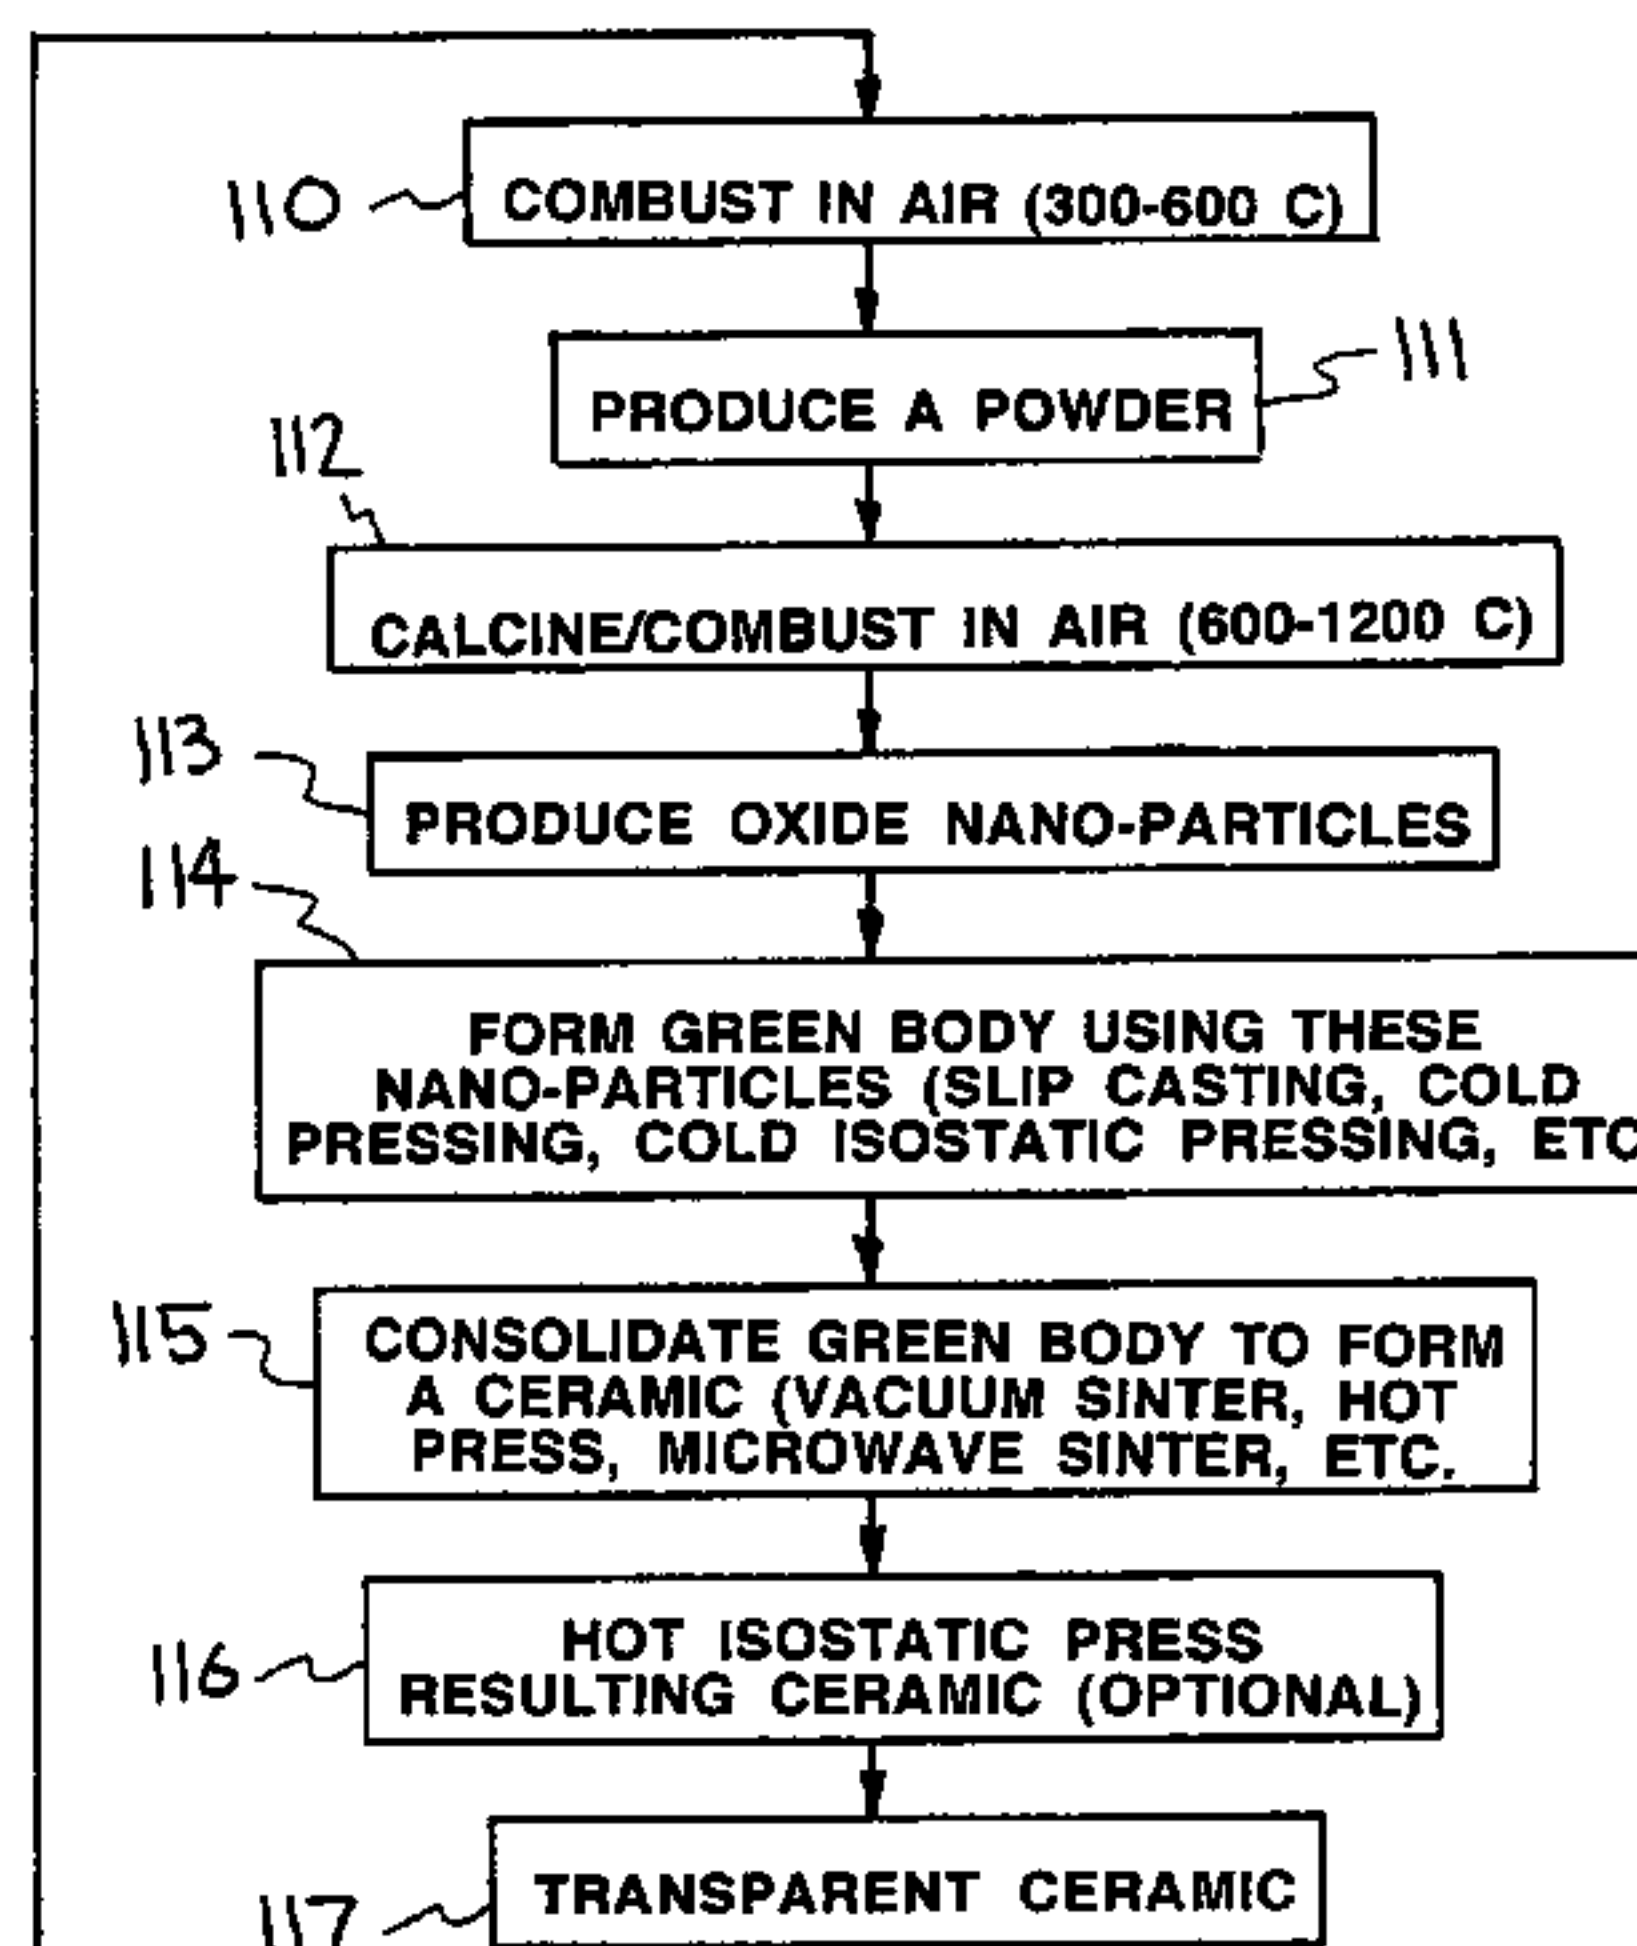 110
COMBUST IN AIR (300-600 C)
111
PRODUCE A POWDER
112
CALCINE/COMBUST IN AIR (600-1200 C)
113
PRODUCE OXIDE NANO-PARTICLES
114
FORM GREEN BODY USING THESE
NANO-PARTICLES (SLIP CASTING, COLD
PRESSING, COLD ISOSTATIC PRESSING, ETC
115
CONSOLIDATE GREEN BODY TO FORM
A CERAMIC (VACUUM SINTER, HOT
PRESS, MICROWAVE SINTER, ETC.
116
HOT ISOSTATIC PRESS
RESULTING CERAMIC (OPTIONAL)
117
TRANSPARENT CERAMIC